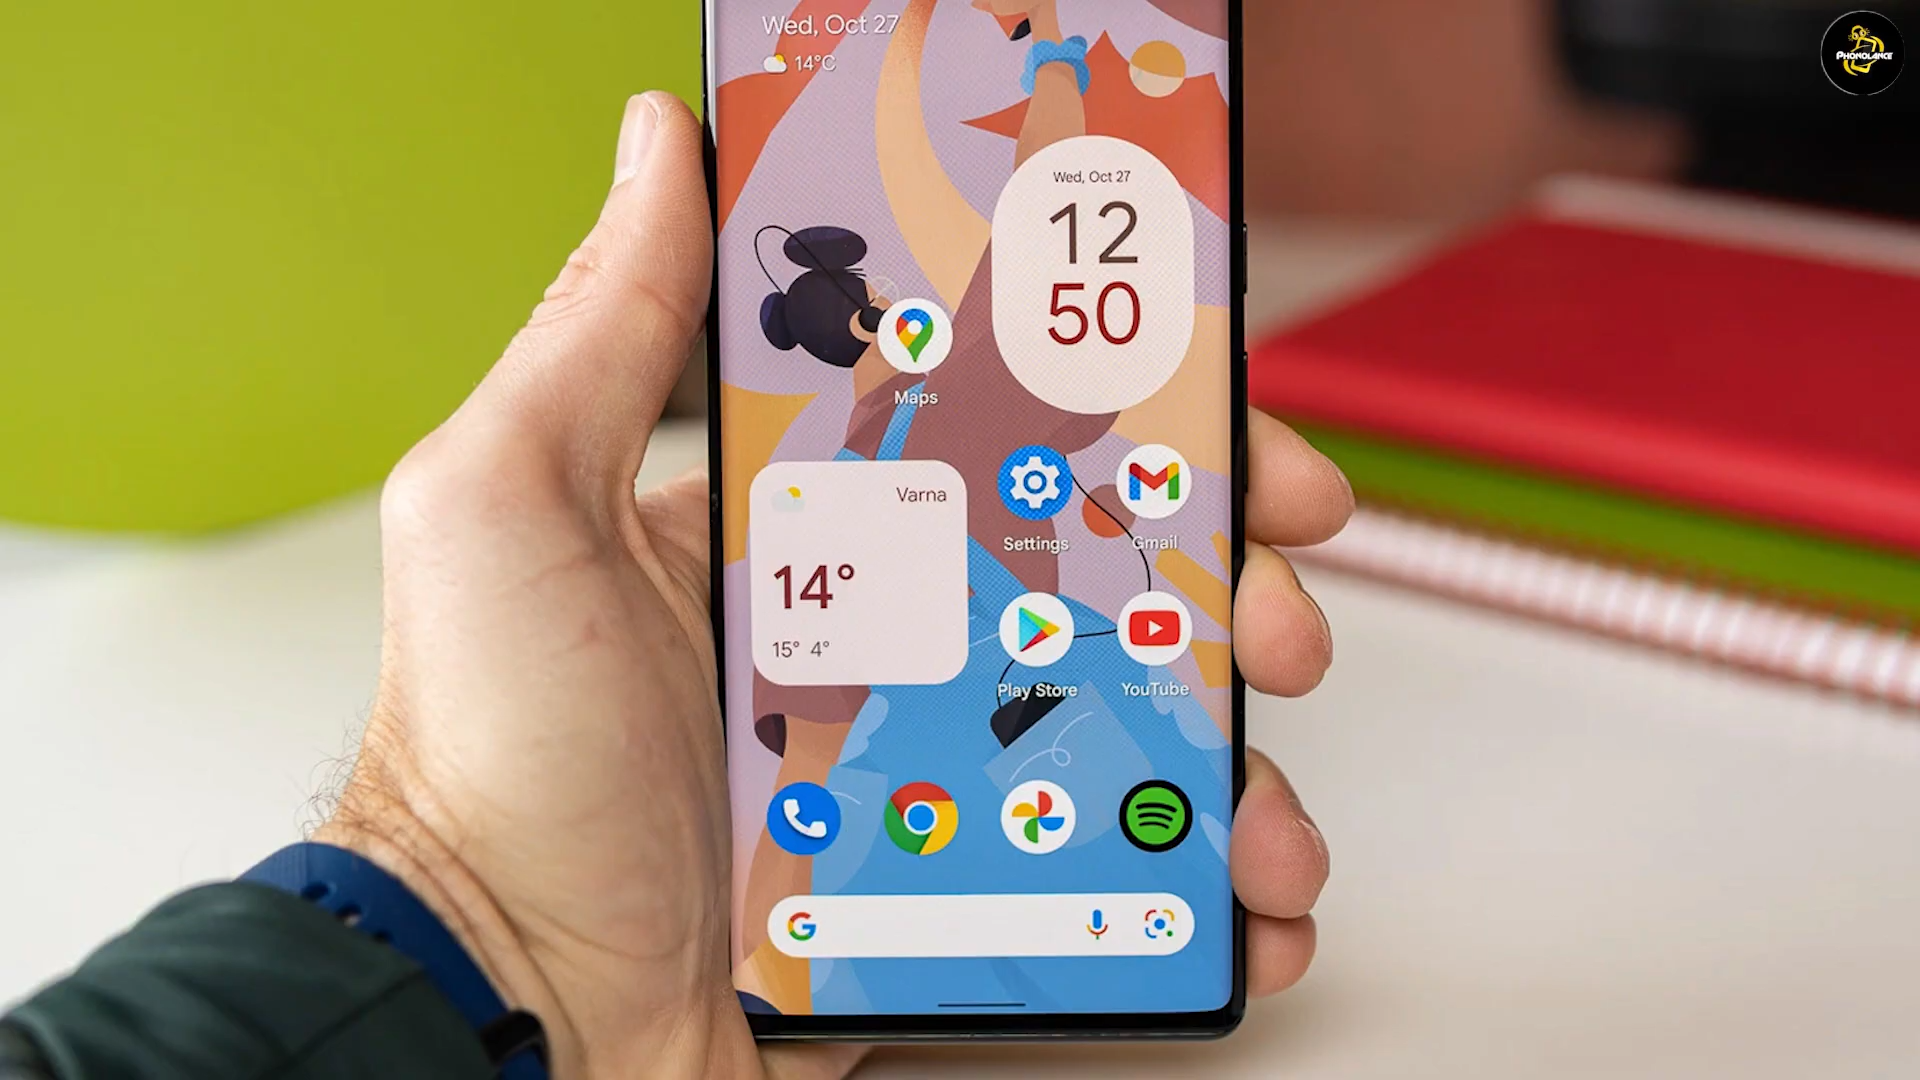 Wed, Oct 27
14°C
PHONOLANCE
Wed, Oct 27
12
50
Maps
Varna
14°
15° 4°
Settings
Gmail
Play Store
YouTube